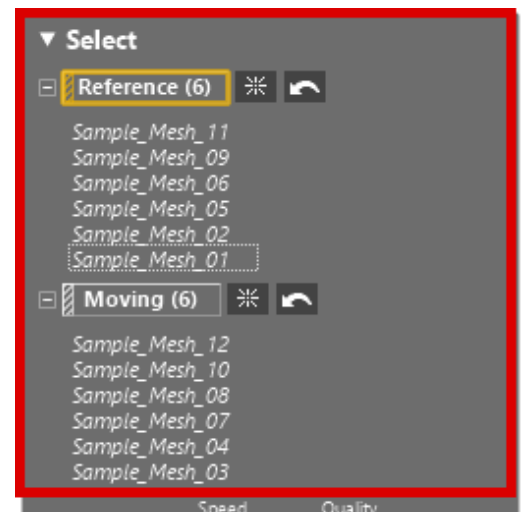 Select
Reference (6)
Sample_Mesh_11
Sample_Mesh_09
Sample_Mesh_06
Sample_Mesh_05
Sample_Mesh_02
Sample_Mesh_01
Moving (6)
Sample_Mesh_12
Sample_Mesh_10
Sample_Mesh_08
Sample_Mesh_07
Sample_Mesh_04
Sample_Mesh_03
Speed Quality